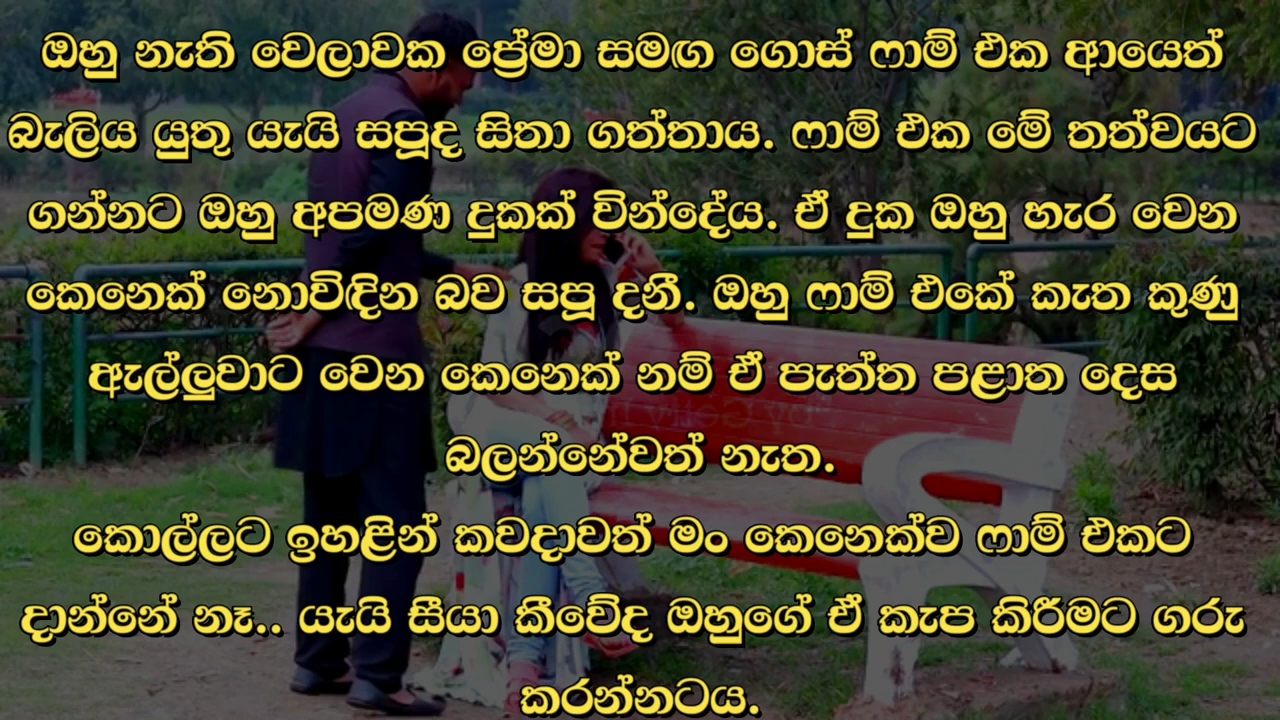 ඔහු නැති වෙලාවක ප්‍රේමා සමඟ ගොස් ෆාම් එක ආයෙත්
බැලිය යුතු යැයි සපූද සිතා ගත්තාය. ෆාම් එක මේ තත්වයට
ගන්නට ඔහු අපමණ දුකක් වින්දේය. ඒ දුක ඔහු හැර වෙන
කෙනෙක් නොවිඳින බව සපූ දනී. ඔහු ෆාම් එකේ කැත කුණු
ඇල්ලුවාට වෙන කෙනෙක් නම් ඒ පැත්ත පළාත දෙස
බලන්නේවත් නැත.
කොල්ලට ඉහළින් කවදාවත් මං කෙනෙක්ව ෆාම් එකට
දාන්නේ නෑ.. යැයි සීයා කීවේද ඔහුගේ ඒ කැප කිරීමට ගරු
කරන්නටය.